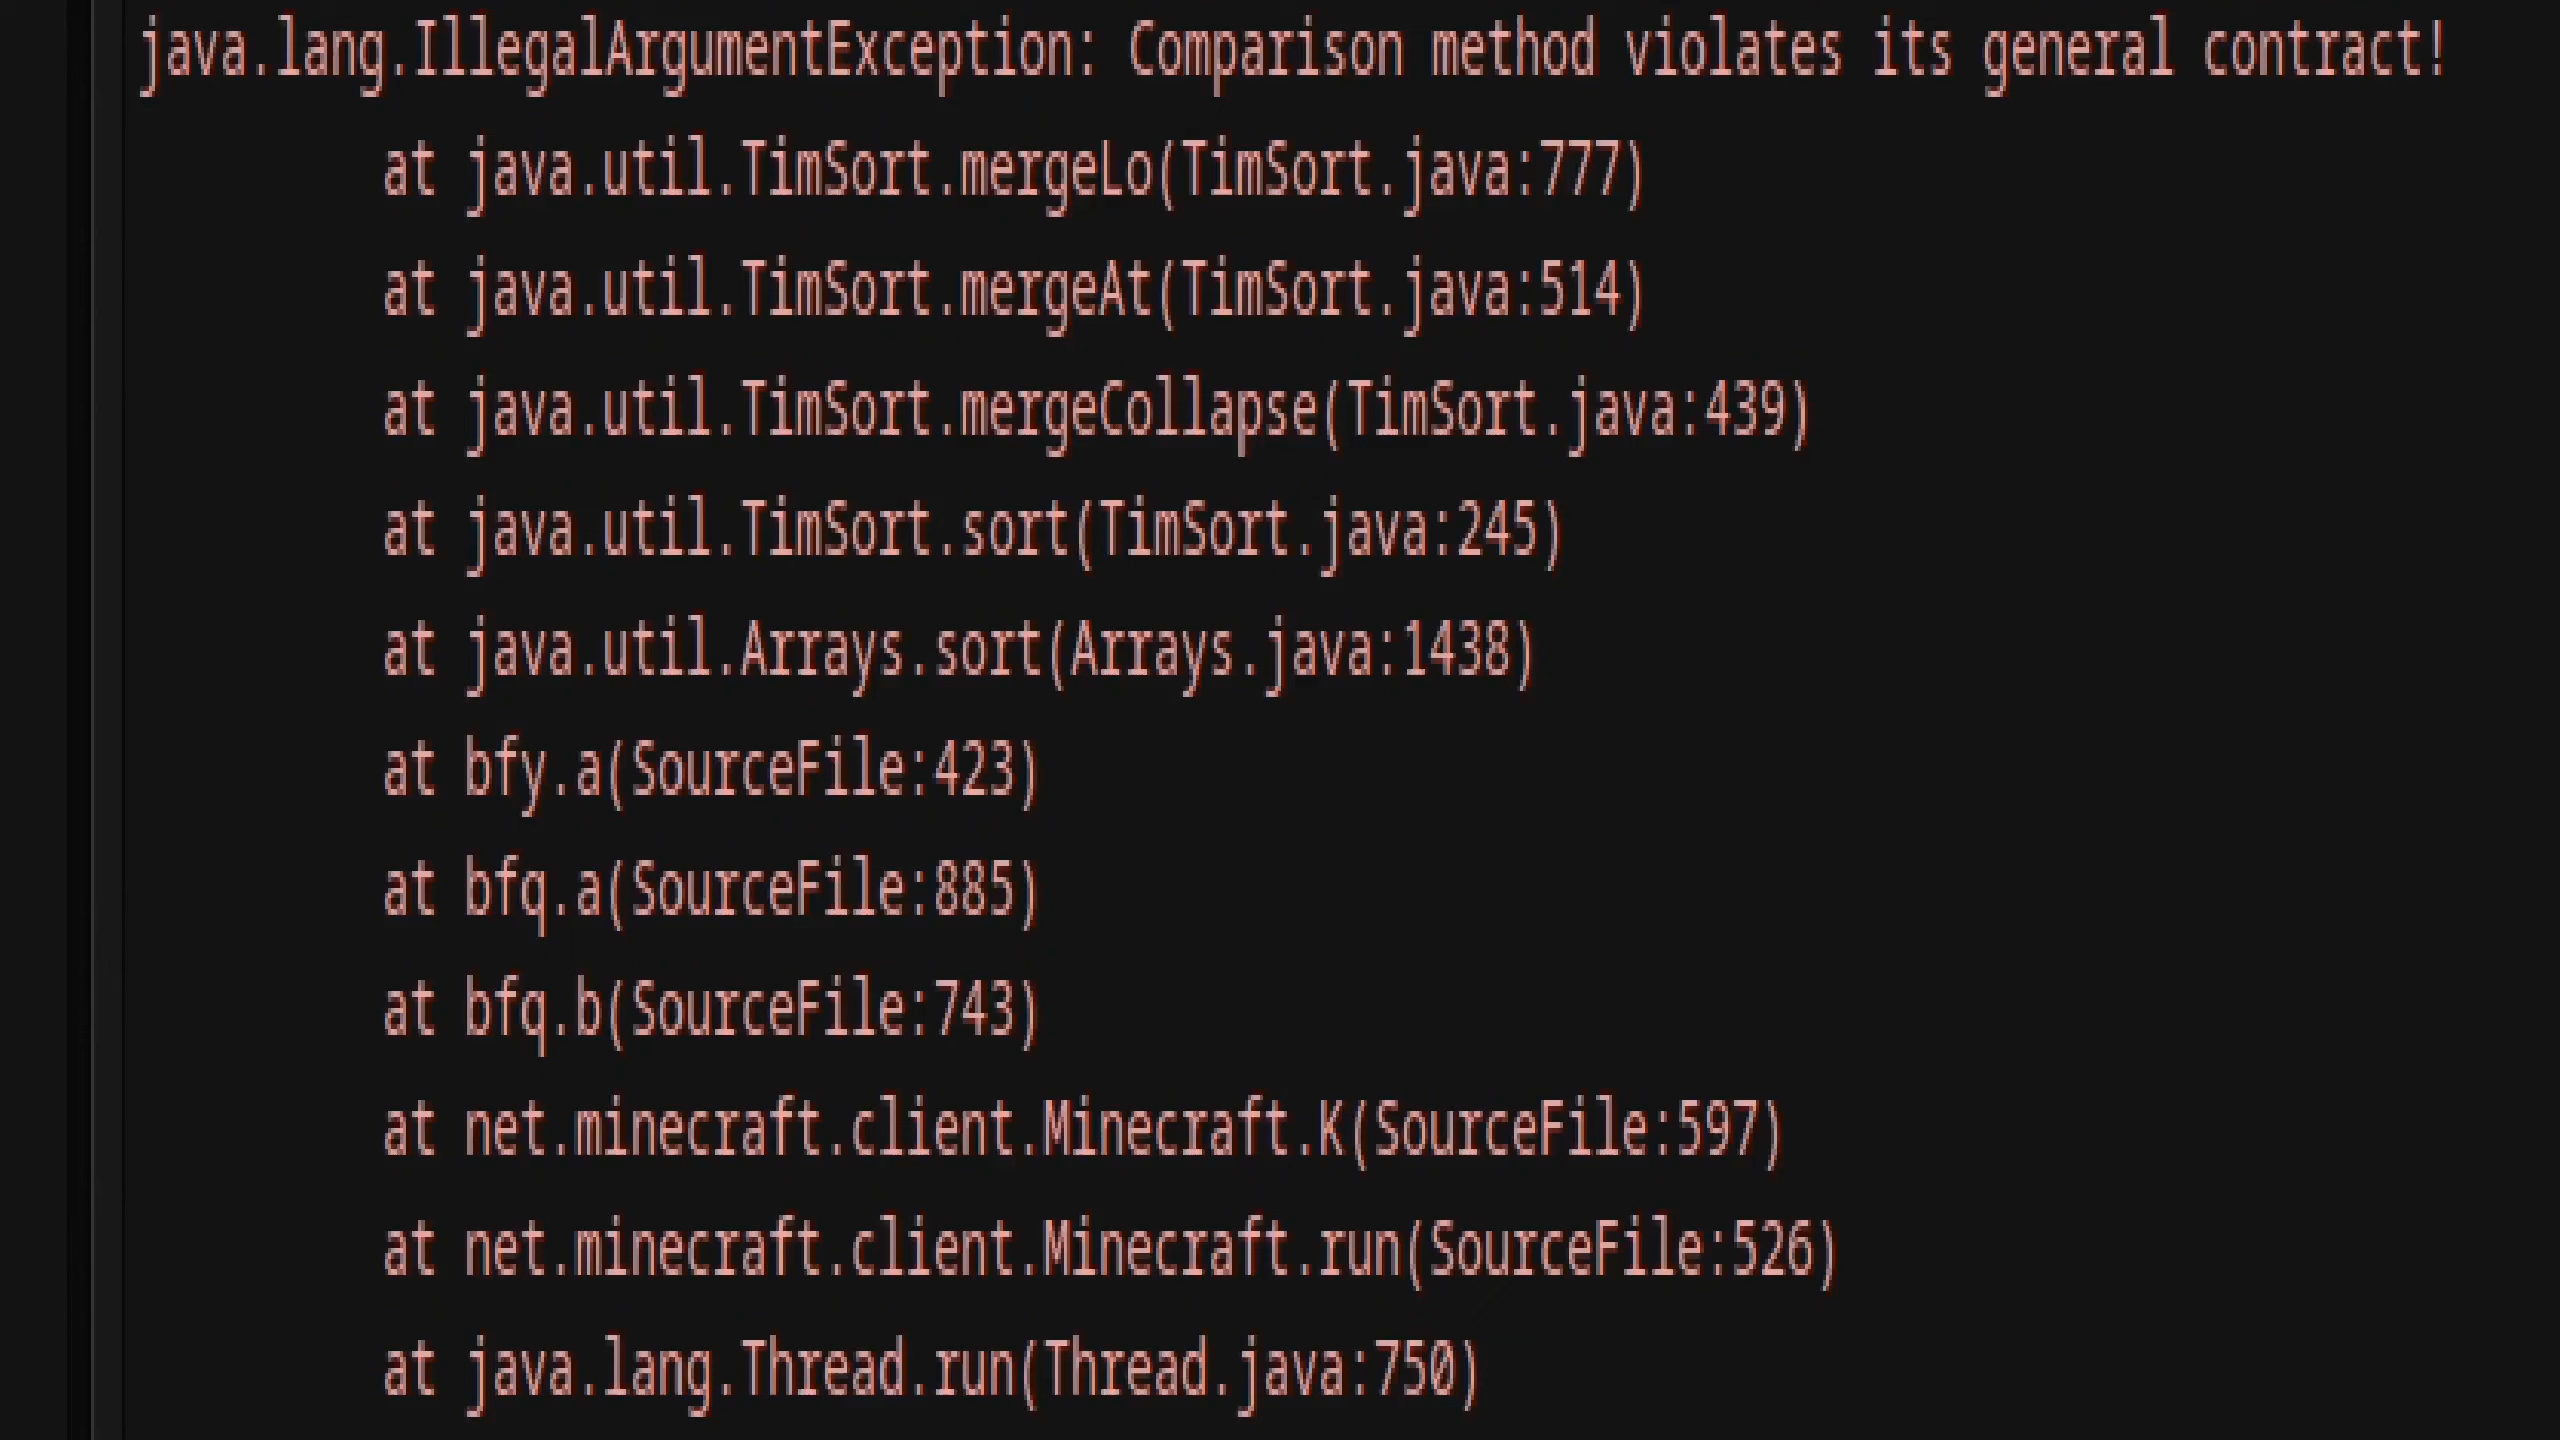 java.lang.IllegalArgumentException: Comparison method violates its general contract!
at java.util.TimSort.mergeLo(TimSort.java:777)
at java.util.TimSort.mergeAt(TimSort.java:514)
at java.util.TimSort.mergeCollapse(TimSort.java:439)
at java.util.TimSort.sort(TimSort.java:245)
at java.util.Arrays.sort(Arrays.java:1438)
at bfy.a(SourceFile:423)
at bfq.a(SourceFile:885)
at bfq.b(SourceFile:743)
at net.minecraft.client.Minecraft.K(SourceFile:597)
at net.minecraft.client.Minecraft.run(SourceFile:526)
at java.lang.Thread.run(Thread.java:750)